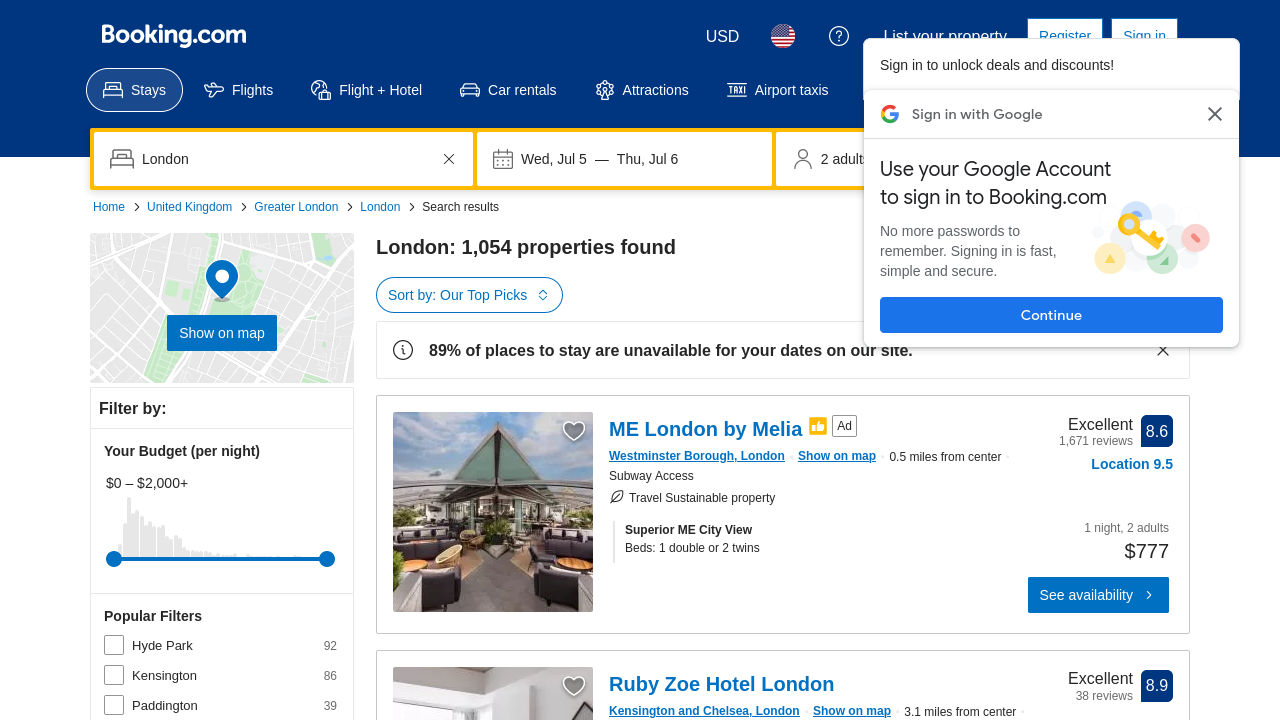 Booking.com
USD
List your property
Register
Sign in
Stays
Flights
Flight + Hotel
Car rentals
Attractions
Airport taxis
TAXI
Sign in to unlock deals and discounts!
Sign in with Google
Use your Google Account
to sign in to Booking.com
No more passwords to
remember. Signing in is fast,
simple and secure.
Continue
London
Wed, Jul 5 — Thu, Jul 6
2 adults
Home
United Kingdom
Greater London
London
Search results
Show on map
London: 1,054 properties found
Sort by: Our Top Picks
89% of places to stay are unavailable for your dates on our site.
Filter by:
Your Budget (per night)
$0 – $2,000+
Popular Filters
Hyde Park 92
Kensington 86
Paddington 39
ME London by Melia Ad
Excellent 8.6
1,671 reviews
Location 9.5
Westminster Borough, London Show on map 0.5 miles from center
Subway Access
Travel Sustainable property
Superior ME City View
Beds: 1 double or 2 twins
1 night, 2 adults
$777
See availability
Ruby Zoe Hotel London
Excellent 8.9
38 reviews
Kensington and Chelsea, London Show on map 3.1 miles from center